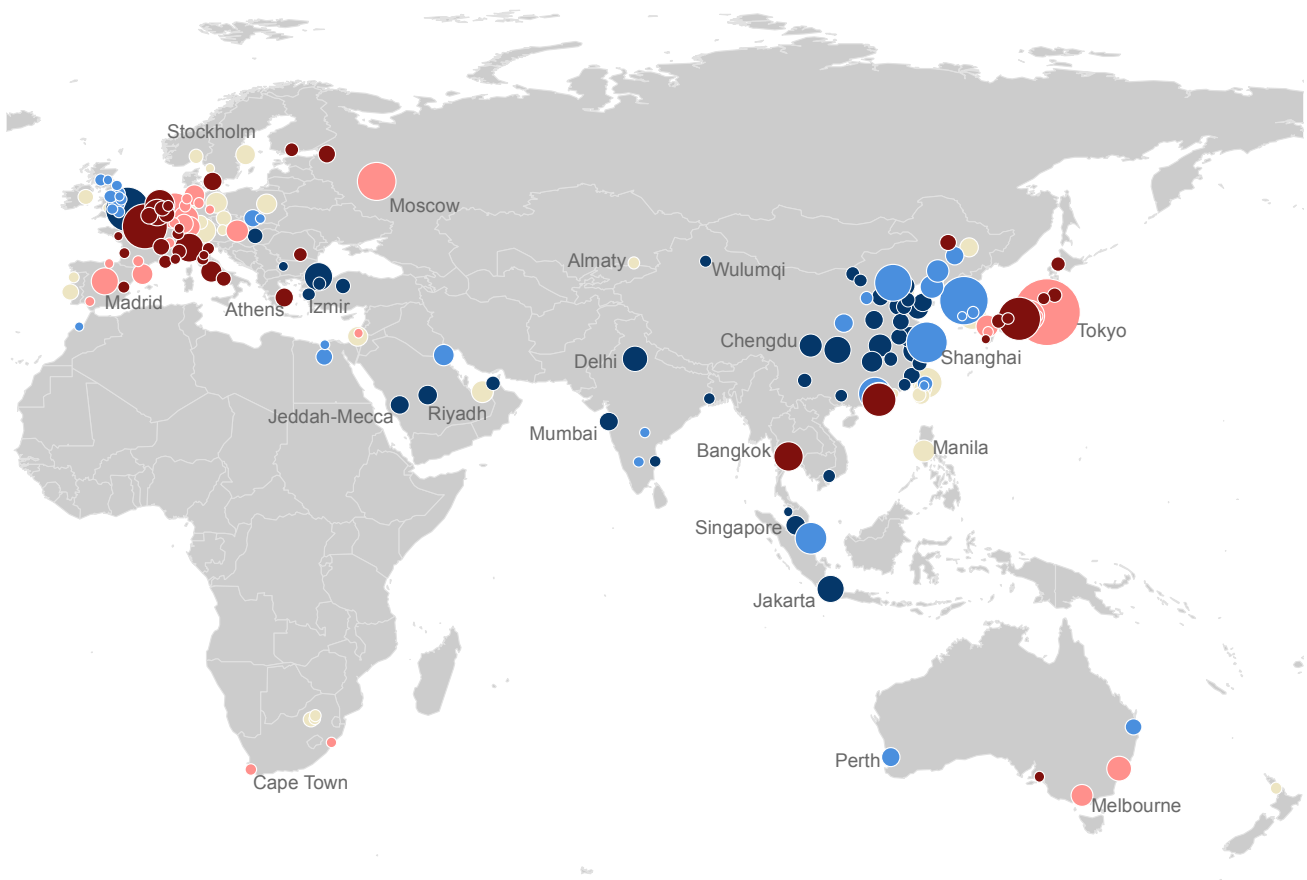 Stockholm
Moscow
Almaty
Wulumqi
Madrid
Athens
Izmir
Tokyo
Chengdu
Shanghai
Delhi
Jeddah-Mecca
Riyadh
Mumbai
Bangkok
Manila
Singapore
Jakarta
Perth
Cape Town
Melbourne